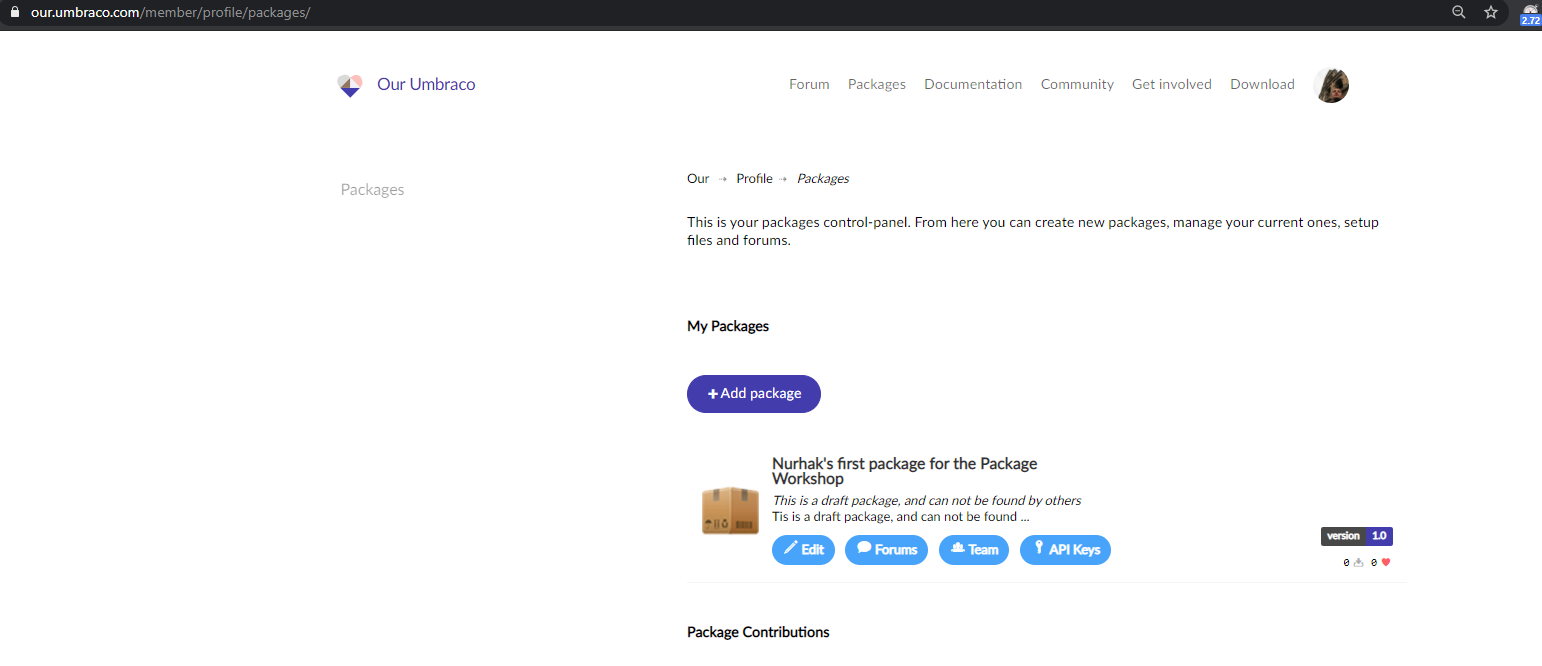 our.umbraco.com/member/profile/packages/
2.72
Our Umbraco
Forum Packages Documentation Community Get involved Download
Packages
Our ⇢ Profile ⇢ Packages
This is your packages control-panel. From here you can create new packages, manage your current ones, setup
files and forums.
My Packages
+Add package
Nurhak's first package for the Package
Workshop
This is a draft package, and can not be found by others
Tis is a draft package, and can not be found ...
Edit Forums Team API Keys
version 1.0
0 0
Package Contributions